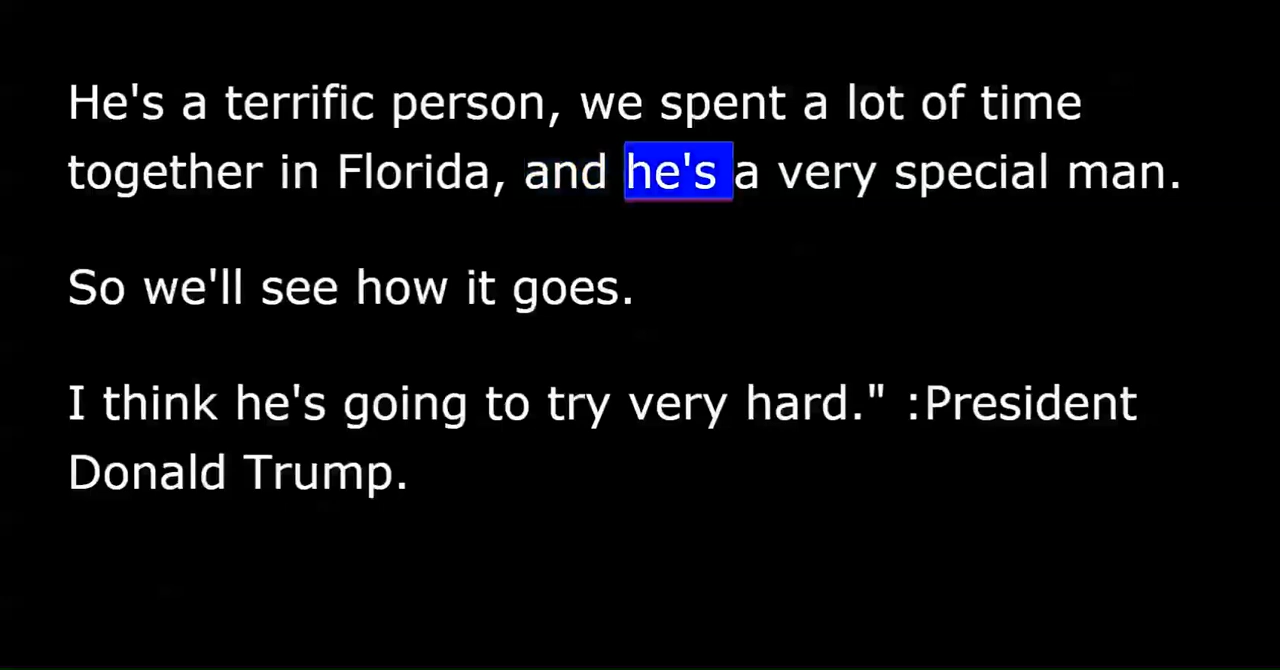 He's a terrific person, we spent a lot of time
together in Florida, and he's a very special man.
So we'll see how it goes.
I think he's going to try very hard." :President
Donald Trump.